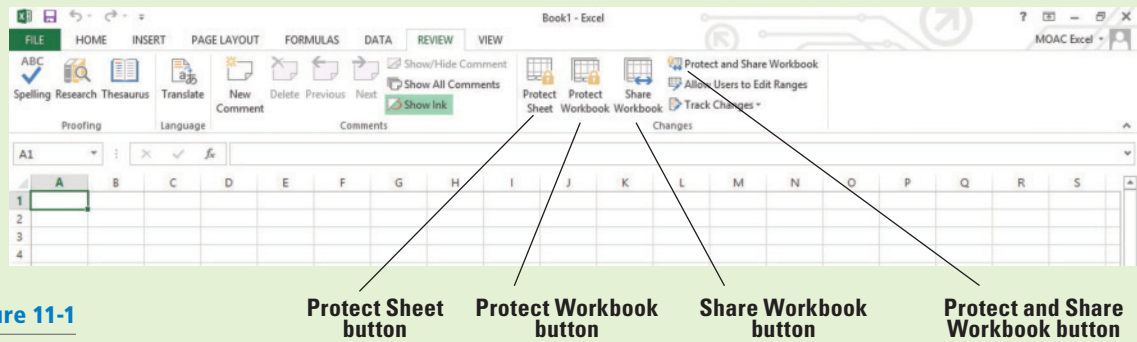 Book1 - Excel
?
FILE HOME INSERT PAGE LAYOUT FORMULAS DATA REVIEW VIEW
MOAC Excel
ABC
Spelling Research Thesaurus
Translate
New Comment
Delete Previous Next
Show/Hide Comment
Show All Comments
Show Ink
Protect Sheet
Protect Workbook
Share Workbook
Protect and Share Workbook
Allow Users to Edit Ranges
Track Changes
Proofing Language Comments Changes
A1 fx
A B C D E F G H I J K L M N O P Q R S
1
2
3
4
Protect Sheet
button
Protect Workbook
button
Share Workbook
button
Protect and Share
Workbook button
ure 11-1